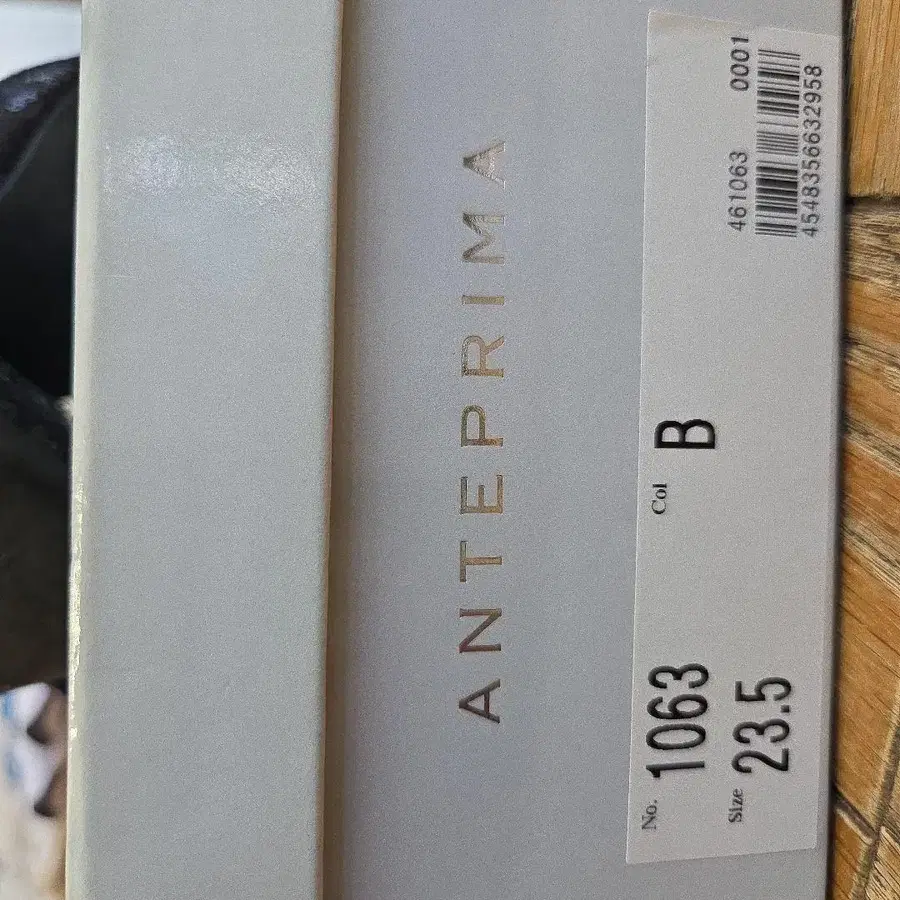 ANTEPRIMA
No. 1063 Col B
Size 23.5
461063 0001
4548356632958